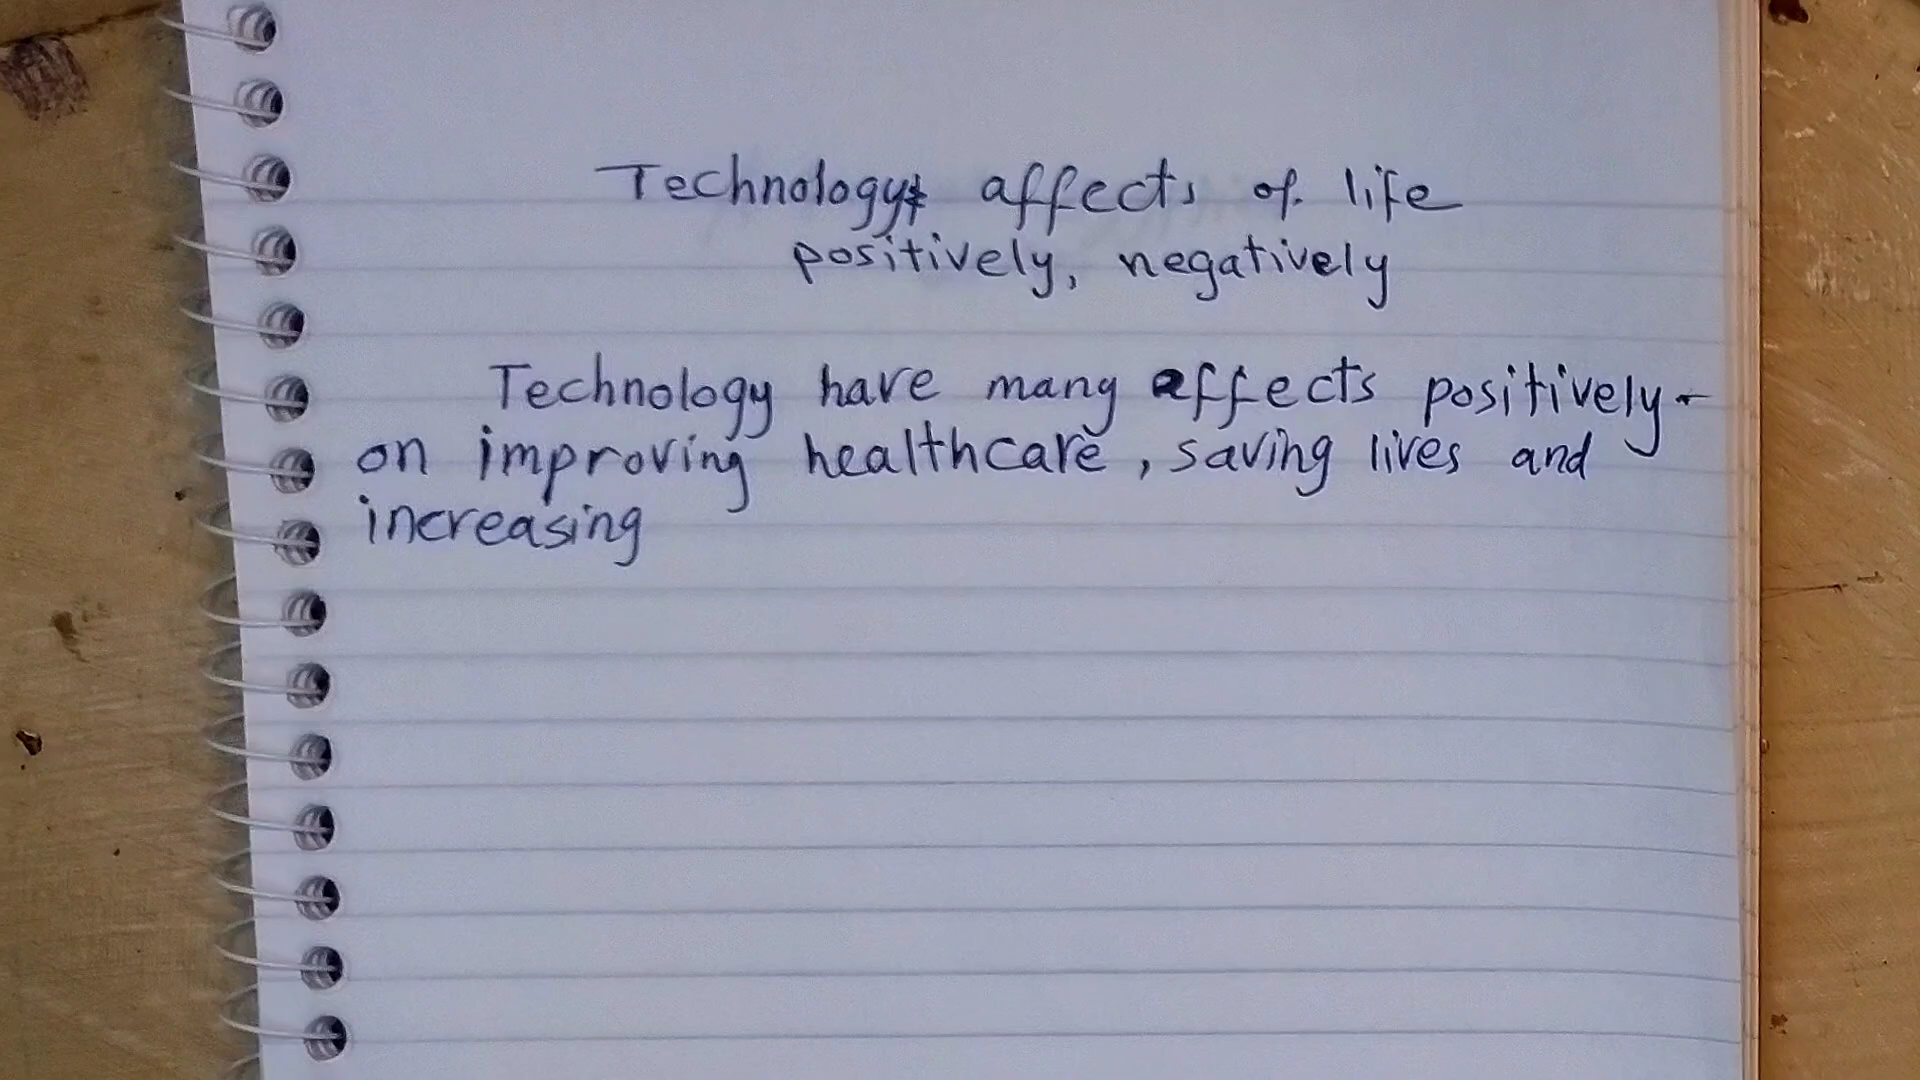 Technology affects of life
positively, negatively
Technology have many affects positively
on improving healthcare, saving lives and
increasing